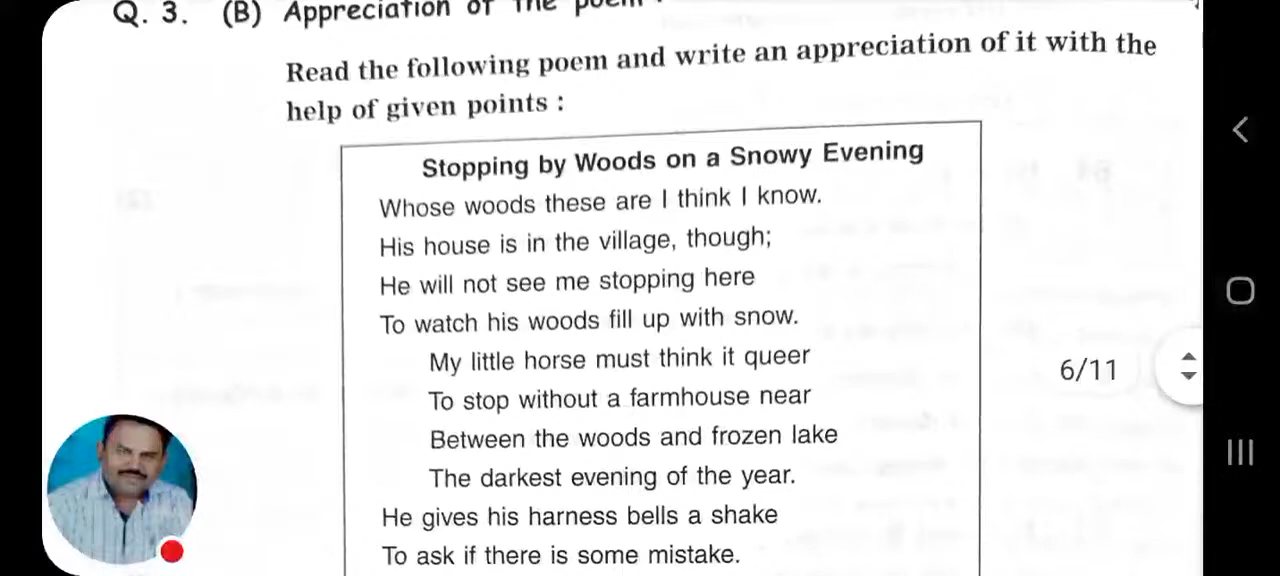 Q. 3. (B) Appreciation of the poem :
Read the following poem and write an appreciation of it with the
help of given points :
Stopping by Woods on a Snowy Evening
Whose woods these are I think I know.
His house is in the village, though;
He will not see me stopping here
To watch his woods fill up with snow.
My little horse must think it queer
To stop without a farmhouse near
Between the woods and frozen lake
The darkest evening of the year.
He gives his harness bells a shake
To ask if there is some mistake.
6/11